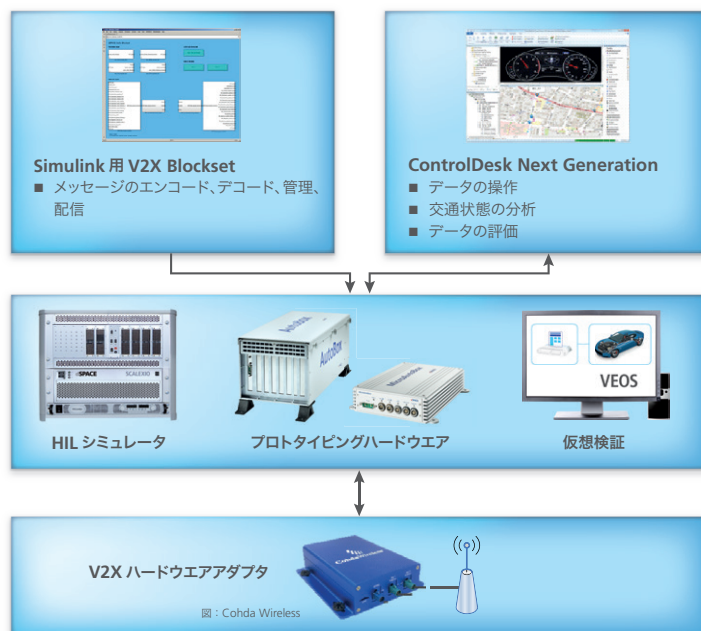 Simulink 用 V2X Blockset
■ メッセージのエンコード、デコード、管理、
配信
ControlDesk Next Generation
■ データの操作
■ 交通状態の分析
■ データの評価
dSPACE
SCALEXIO
HIL シミュレータ
AutoBox
AutoBox
MicroAutoBox
プロトタイピングハードウエア
VEOS
仮想検証
V2X ハードウエアアダプタ
CohdaWireless
図：Cohda Wireless